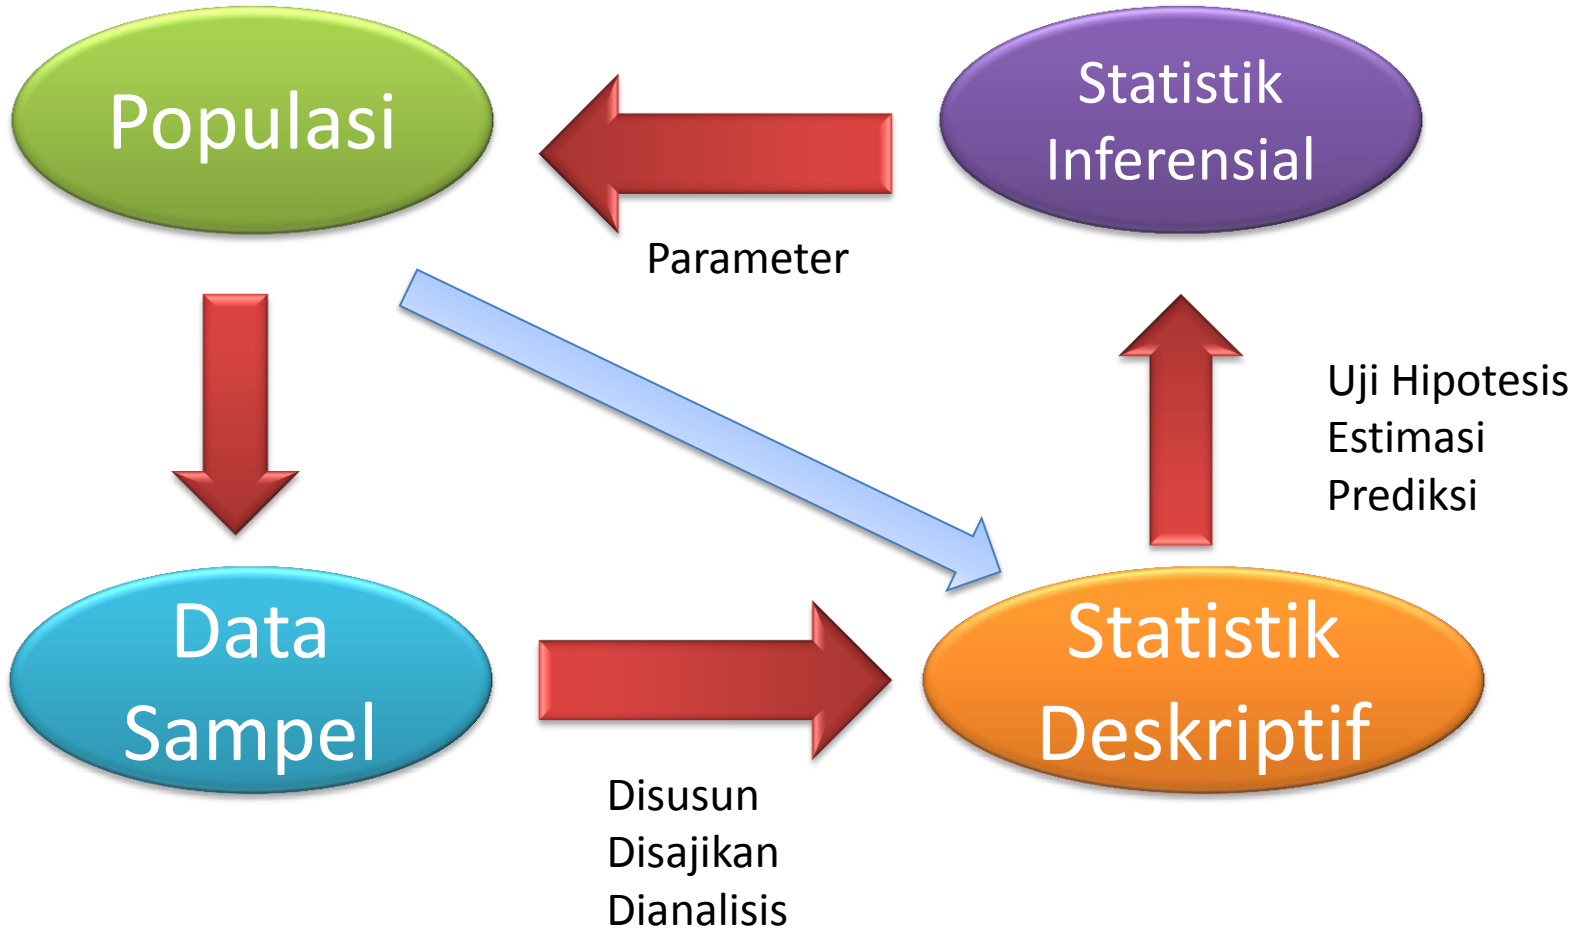 Populasi
Statistik
Inferensial
Parameter
Uji Hipotesis
Estimasi
Prediksi
Data
Sampel
Statistik
Deskriptif
Disusun
Disajikan
Dianalisis